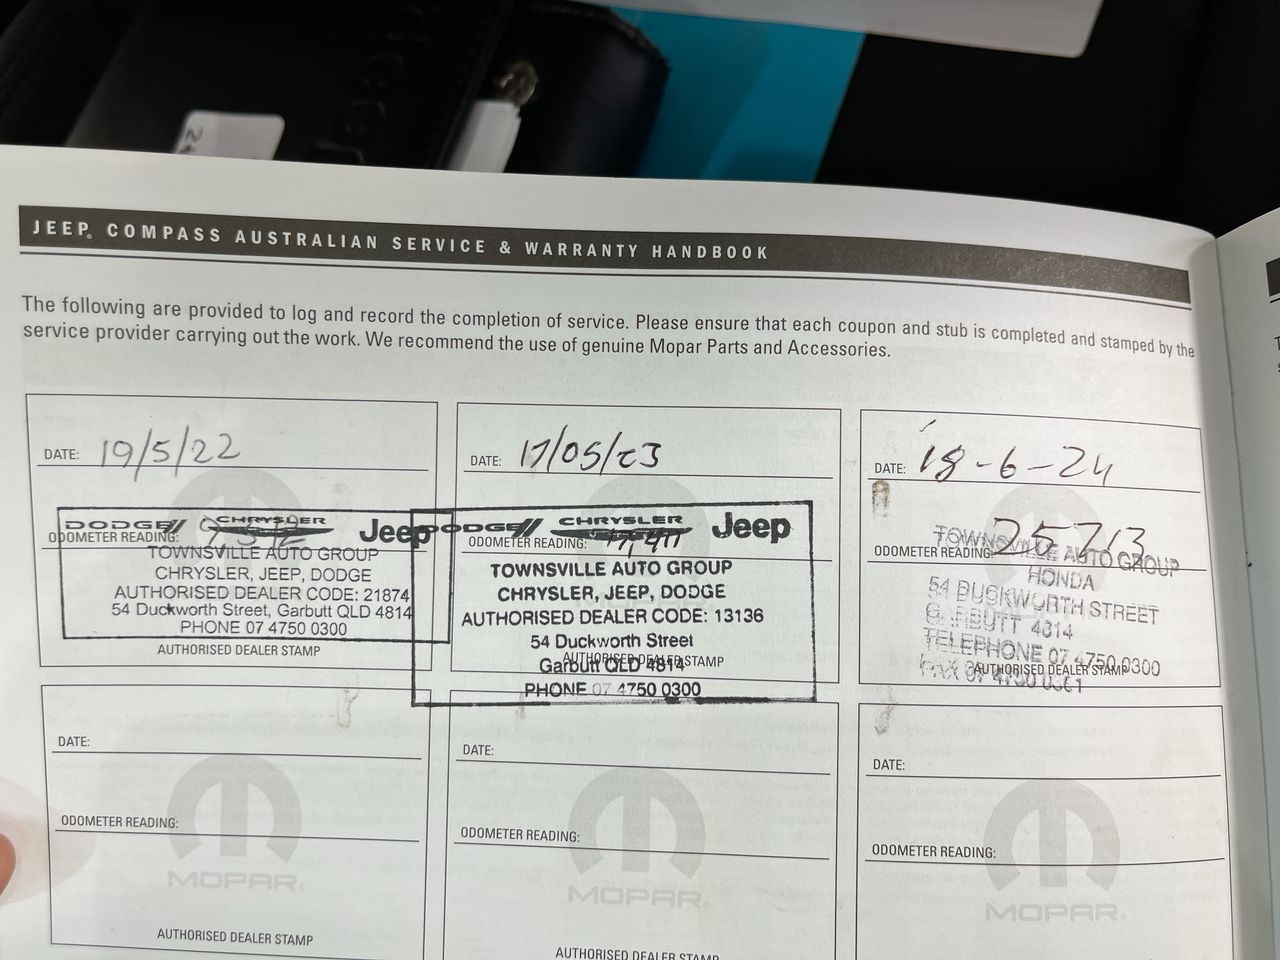 JEEP® COMPASS AUSTRALIAN SERVICE & WARRANTY HANDBOOK
The following are provided to log and record the completion of service. Please ensure that each coupon and stub is completed and stamped by the
service provider carrying out the work. We recommend the use of genuine Mopar Parts and Accessories.
DATE: 19/5/22
DODGE// CHRYSLER Jeep
ODOMETER READING:
TOWNSVILLE AUTO GROUP
CHRYSLER, JEEP, DODGE
AUTHORISED DEALER CODE: 21874
54 Duckworth Street, Garbutt QLD 4814
PHONE 07 4750 0300
AUTHORISED DEALER STAMP
DATE: 17/05/23
DODGE// CHRYSLER Jeep
ODOMETER READING:
TOWNSVILLE AUTO GROUP
CHRYSLER, JEEP, DODGE
AUTHORISED DEALER CODE: 13136
54 Duckworth Street
Garbutt QLD 4814
AUTHORISED DEALER STAMP
PHONE 07 4750 0300
DATE: 18-6-24
ODOMETER READING: 25713
TOWNSVILLE AUTO GROUP
HONDA
54 DUCKWORTH STREET
GARBUTT 4814
TELEPHONE 07 4750 0300
AUTHORISED DEALER STAMP
DATE:
ODOMETER READING:
MOPAR®
AUTHORISED DEALER STAMP
DATE:
ODOMETER READING:
MOPAR®
AUTHORISED DEALER STAMP
DATE:
ODOMETER READING:
MOPAR®